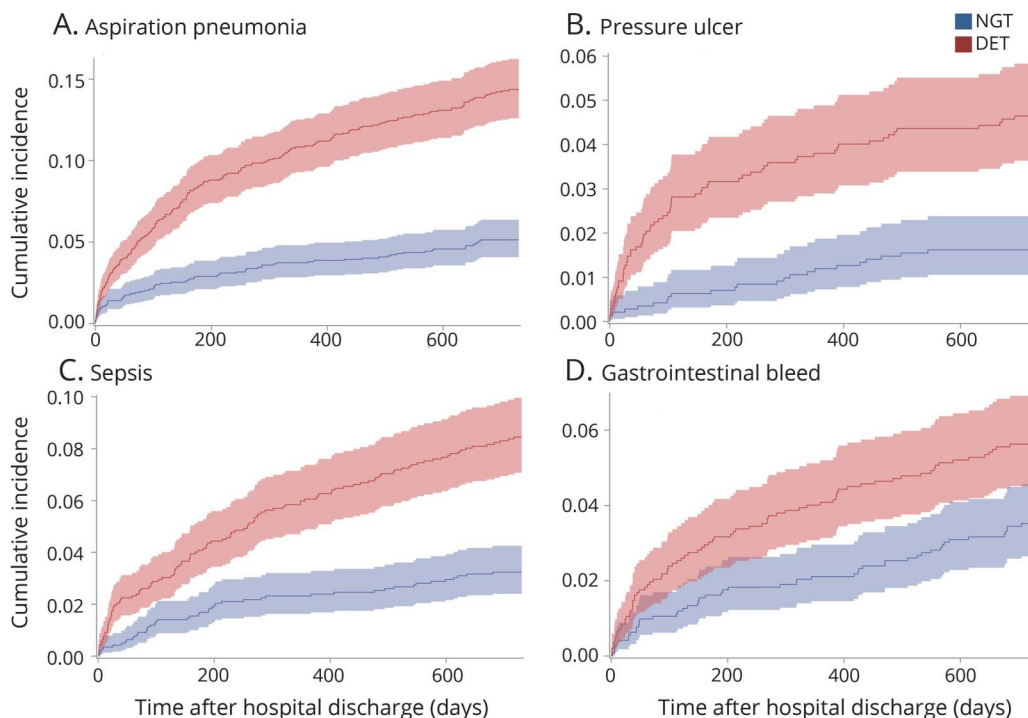 A. Aspiration pneumonia
Cumulative incidence
0.15
0.10
0.05
0.00
0 200 400 600
B. Pressure ulcer
NGT
DET
0.06
0.05
0.04
0.03
0.02
0.01
0.00
0 200 400 600
C. Sepsis
Cumulative incidence
0.10
0.08
0.06
0.04
0.02
0.00
0 200 400 600
Time after hospital discharge (days)
D. Gastrointestinal bleed
0.06
0.04
0.02
0.00
0 200 400 600
Time after hospital discharge (days)